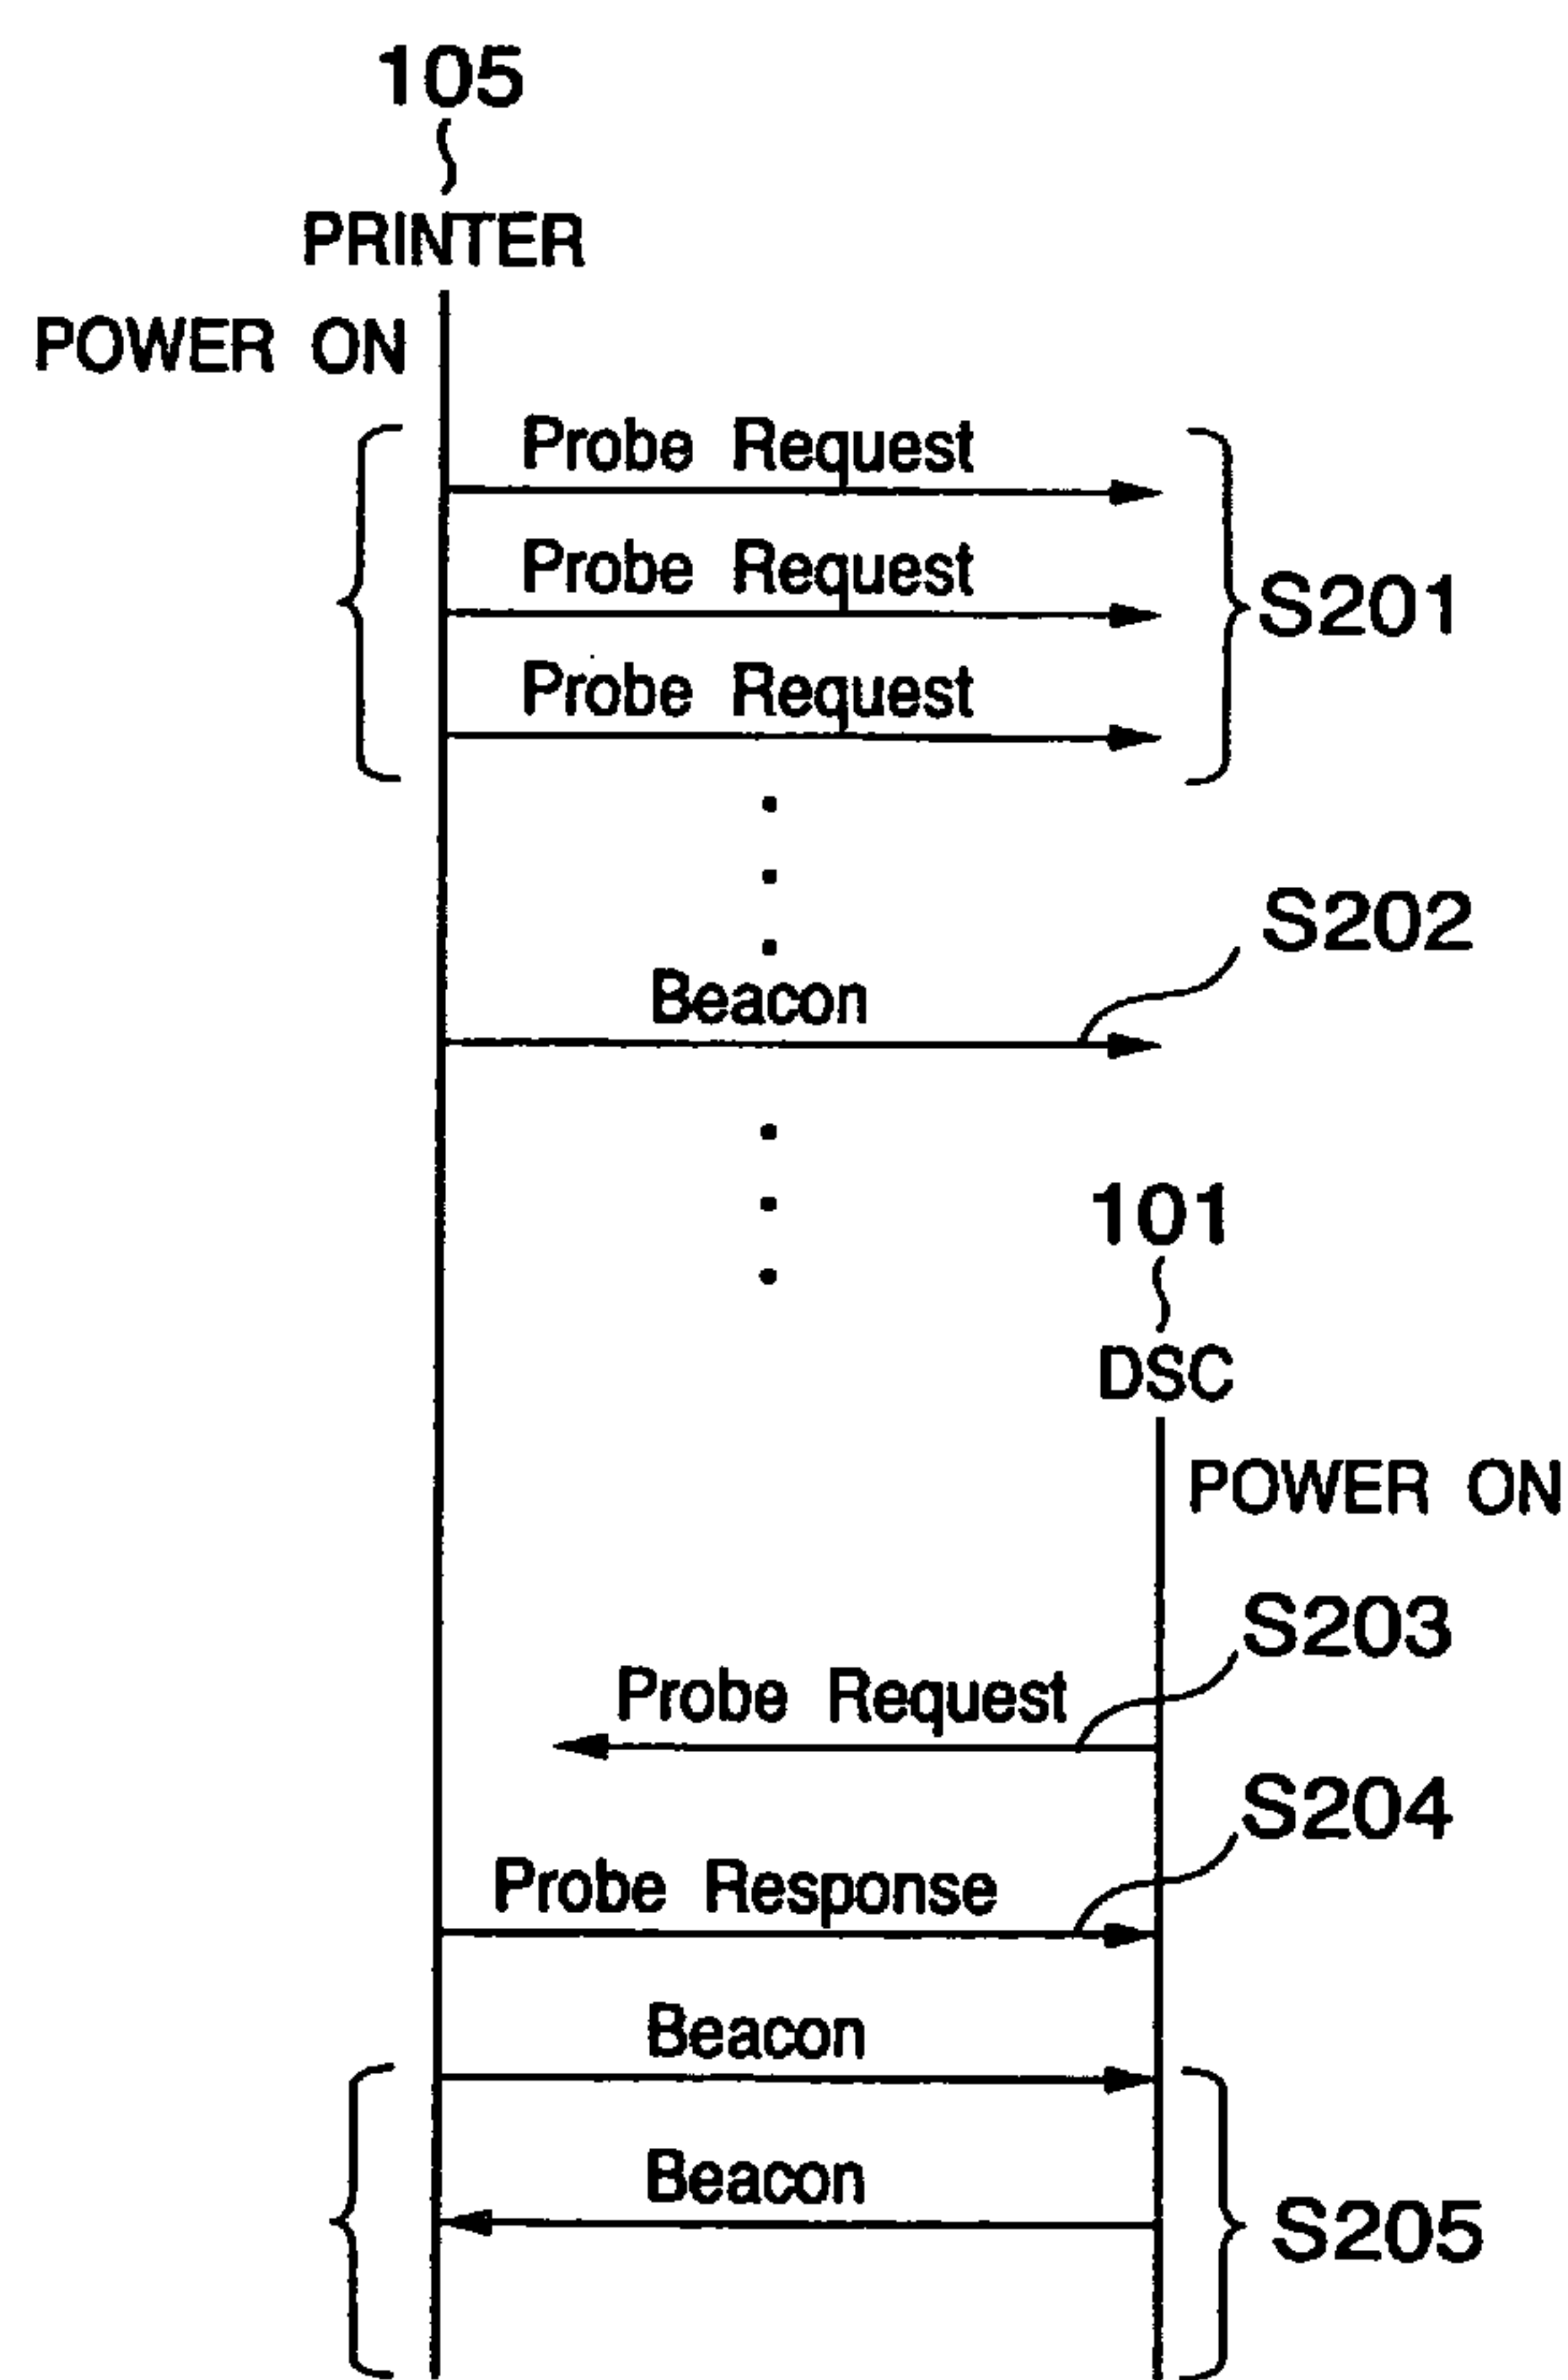 105
PRINTER
POWER ON
Probe Request
Probe Request
S201
Probe Request
S202
Beacon
101
DSC
POWER ON
S203
Probe Request
S204
Probe Response
Beacon
Beacon
S205